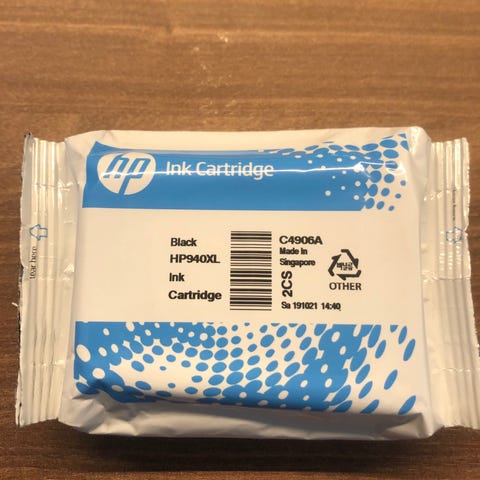 hp
Ink Cartridge
Black
HP940XL
Ink
Cartridge
C4906A
Made in
Singapore
2CS
Sa 191021 14:40
OTHER
tear here